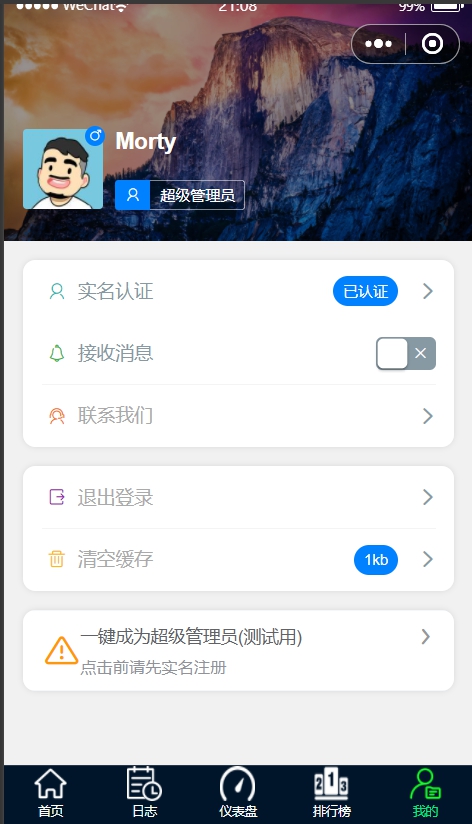 WeChat 21:08 99%
Morty
超级管理员
实名认证 已认证
接收消息
联系我们
退出登录
清空缓存 1kb
一键成为超级管理员(测试用)
点击前请先实名注册
首页 日志 仪表盘 排行榜 我的